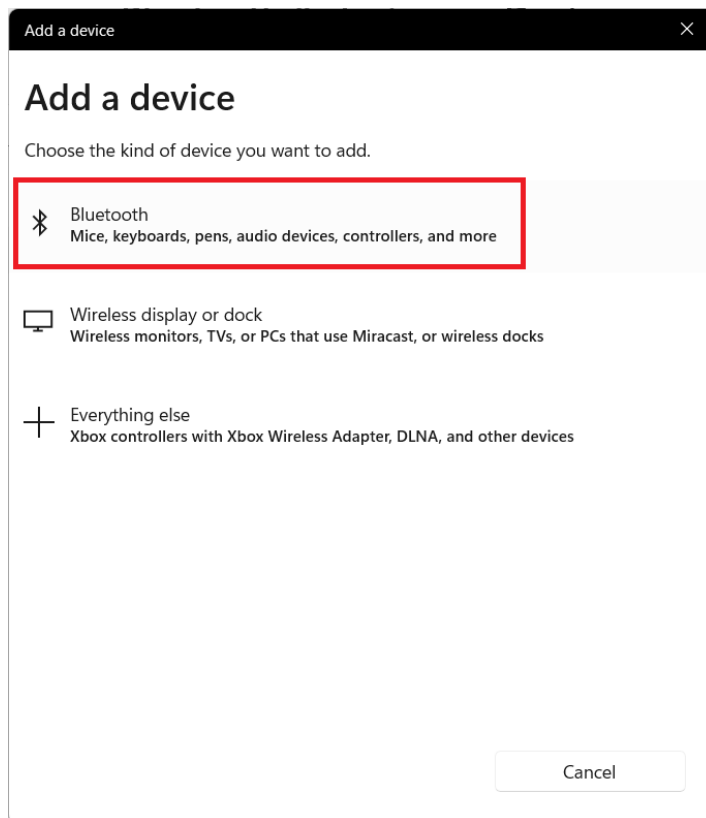 Add a device
Add a device
Choose the kind of device you want to add.
Bluetooth
Mice, keyboards, pens, audio devices, controllers, and more
Wireless display or dock
Wireless monitors, TVs, or PCs that use Miracast, or wireless docks
Everything else
Xbox controllers with Xbox Wireless Adapter, DLNA, and other devices
Cancel